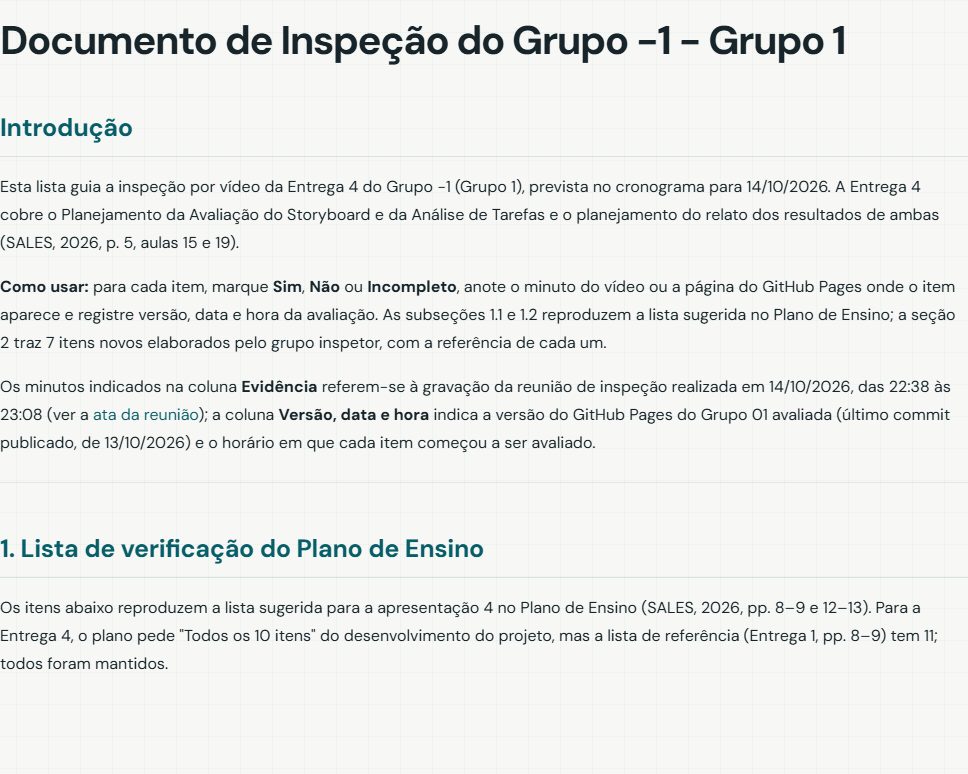 Documento de Inspeção do Grupo -1 – Grupo 1
Introdução
Esta lista guia a inspeção por vídeo da Entrega 4 do Grupo -1 (Grupo 1), prevista no cronograma para 14/10/2026. A Entrega 4
cobre o Planejamento da Avaliação do Storyboard e da Análise de Tarefas e o planejamento do relato dos resultados de ambas
(SALES, 2026, p. 5, aulas 15 e 19).
Como usar: para cada item, marque Sim, Não ou Incompleto, anote o minuto do vídeo ou a página do GitHub Pages onde o item
aparece e registre versão, data e hora da avaliação. As subseções 1.1 e 1.2 reproduzem a lista sugerida no Plano de Ensino; a seção
2 traz 7 itens novos elaborados pelo grupo inspetor, com a referência de cada um.
Os minutos indicados na coluna Evidência referem-se à gravação da reunião de inspeção realizada em 14/10/2026, das 22:38 às
23:08 (ver a ata da reunião); a coluna Versão, data e hora indica a versão do GitHub Pages do Grupo 01 avaliada (último commit
publicado, de 13/10/2026) e o horário em que cada item começou a ser avaliado.
1. Lista de verificação do Plano de Ensino
Os itens abaixo reproduzem a lista sugerida para a apresentação 4 no Plano de Ensino (SALES, 2026, pp. 8–9 e 12–13). Para a
Entrega 4, o plano pede "Todos os 10 itens" do desenvolvimento do projeto, mas a lista de referência (Entrega 1, pp. 8–9) tem 11;
todos foram mantidos.